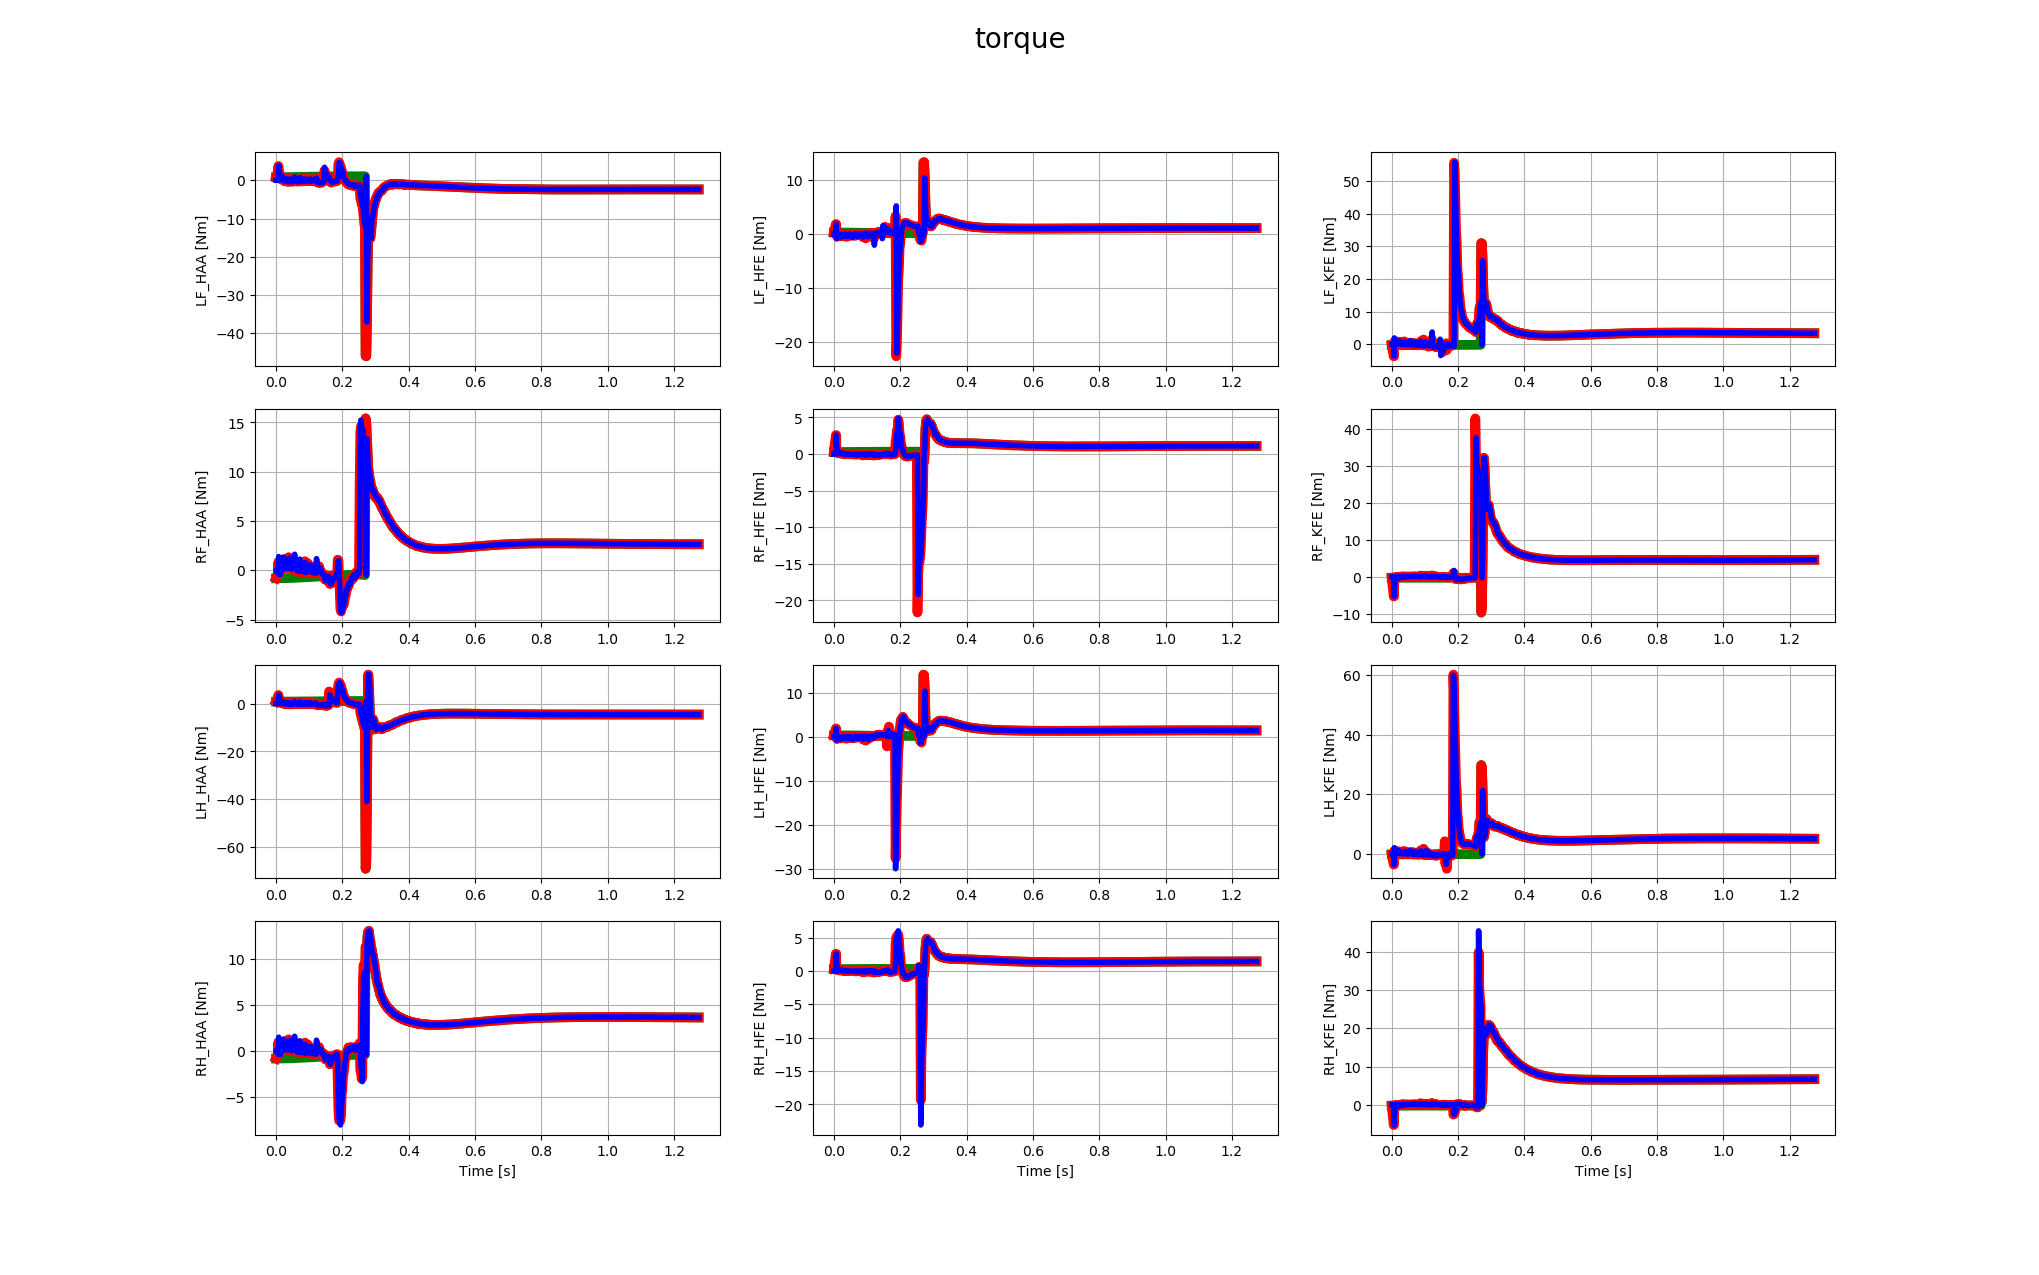 torque
LF_HAA [Nm]
0
−10
−20
−30
−40
0.0 0.2 0.4 0.6 0.8 1.0 1.2
LF_HFE [Nm]
10
0
−10
−20
0.0 0.2 0.4 0.6 0.8 1.0 1.2
LF_KFE [Nm]
50
40
30
20
10
0
0.0 0.2 0.4 0.6 0.8 1.0 1.2
RF_HAA [Nm]
15
10
5
0
−5
0.0 0.2 0.4 0.6 0.8 1.0 1.2
RF_HFE [Nm]
5
0
−5
−10
−15
−20
0.0 0.2 0.4 0.6 0.8 1.0 1.2
RF_KFE [Nm]
40
30
20
10
0
−10
0.0 0.2 0.4 0.6 0.8 1.0 1.2
LH_HAA [Nm]
0
−20
−40
−60
0.0 0.2 0.4 0.6 0.8 1.0 1.2
LH_HFE [Nm]
10
0
−10
−20
−30
0.0 0.2 0.4 0.6 0.8 1.0 1.2
LH_KFE [Nm]
60
40
20
0
0.0 0.2 0.4 0.6 0.8 1.0 1.2
RH_HAA [Nm]
10
5
0
−5
0.0 0.2 0.4 0.6 0.8 1.0 1.2
Time [s]
RH_HFE [Nm]
5
0
−5
−10
−15
−20
0.0 0.2 0.4 0.6 0.8 1.0 1.2
Time [s]
RH_KFE [Nm]
40
30
20
10
0
0.0 0.2 0.4 0.6 0.8 1.0 1.2
Time [s]